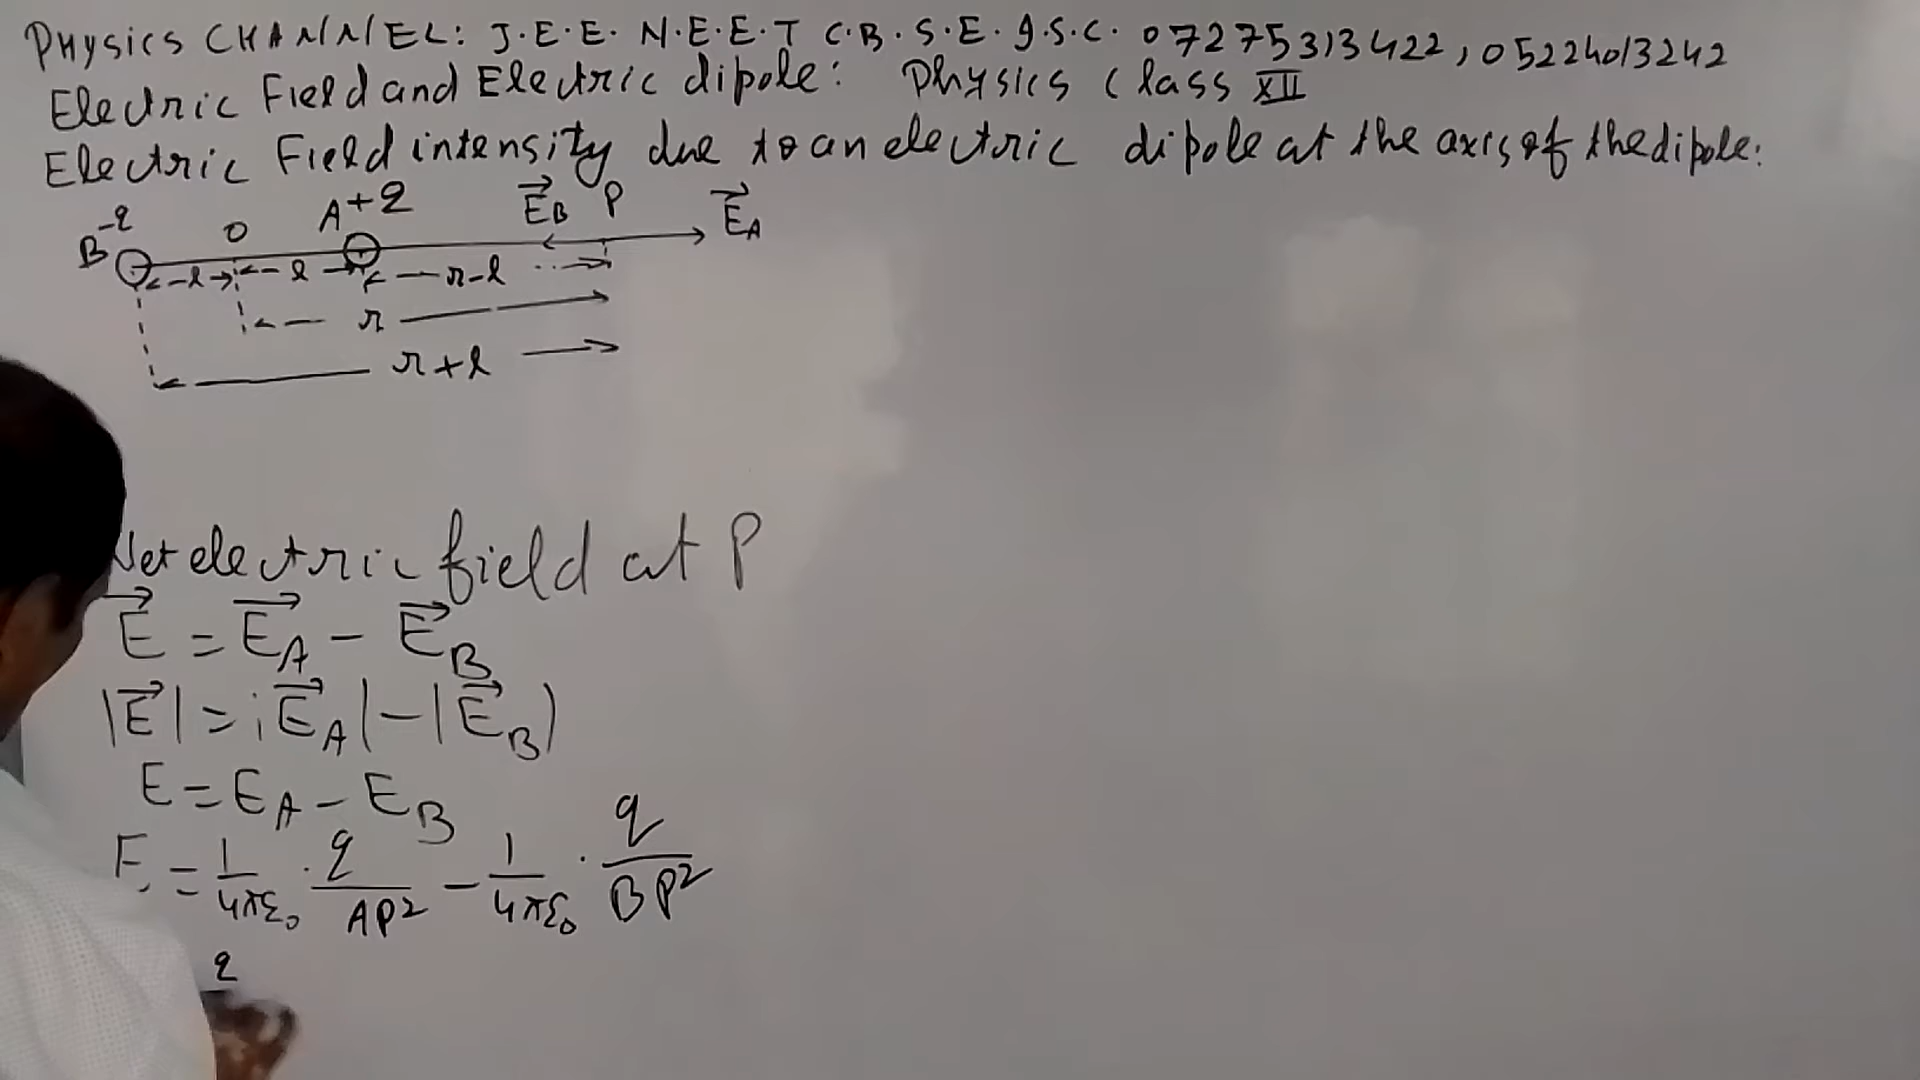 PHYSICS CHANNEL: J.E.E. N.E.E.T C.B.S.E. I.S.C. 07275313422, 05224013242
Electric Field and Electric dipole: Physics Class XII
Electric Field intensity due to an electric dipole at the axis of the dipole:
B -q O A +q E⃗B P E⃗A
l l r-l
r
r+l
Net electric field at P
E⃗ = E⃗A - E⃗B
|E⃗| = |E⃗A| - |E⃗B|
E = EA - EB
E = 1/4πε0 · q/AP² - 1/4πε0 · q/BP²
q